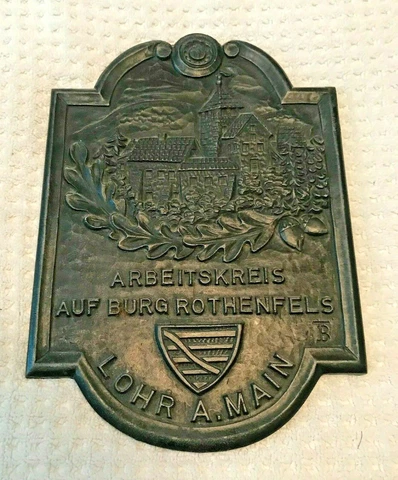 ARBEITSKREIS
AUF BURG ROTHENFELS
LOHR A. MAIN